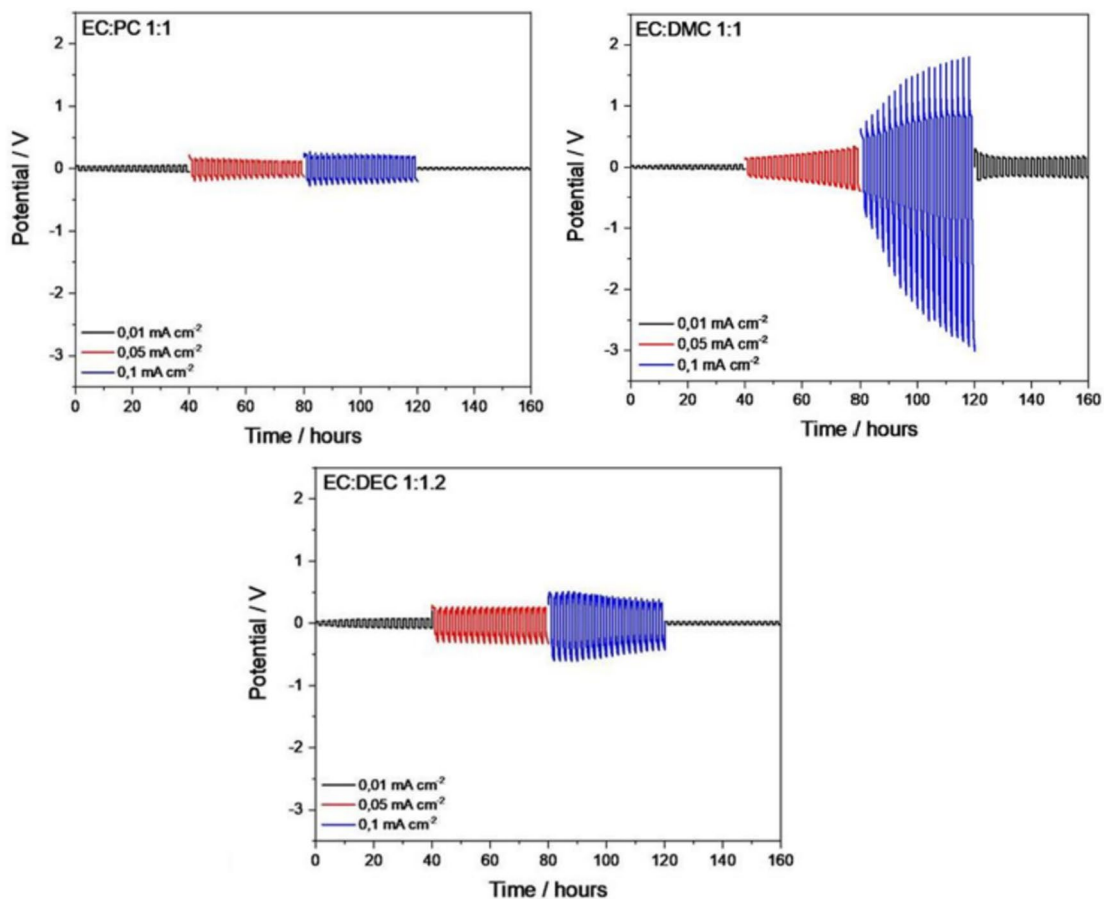 EC:PC 1:1
2
1
0
-1
-2
-3
Potential / V
0,01 mA cm-2
0,05 mA cm-2
0,1 mA cm-2
0 20 40 60 80 100 120 140 160
Time / hours
EC:DMC 1:1
2
1
0
-1
-2
-3
Potential / V
0,01 mA cm-2
0,05 mA cm-2
0,1 mA cm-2
0 20 40 60 80 100 120 140 160
Time / hours
EC:DEC 1:1.2
2
1
0
-1
-2
-3
Potential / V
0,01 mA cm-2
0,05 mA cm-2
0,1 mA cm-2
0 20 40 60 80 100 120 140 160
Time / hours